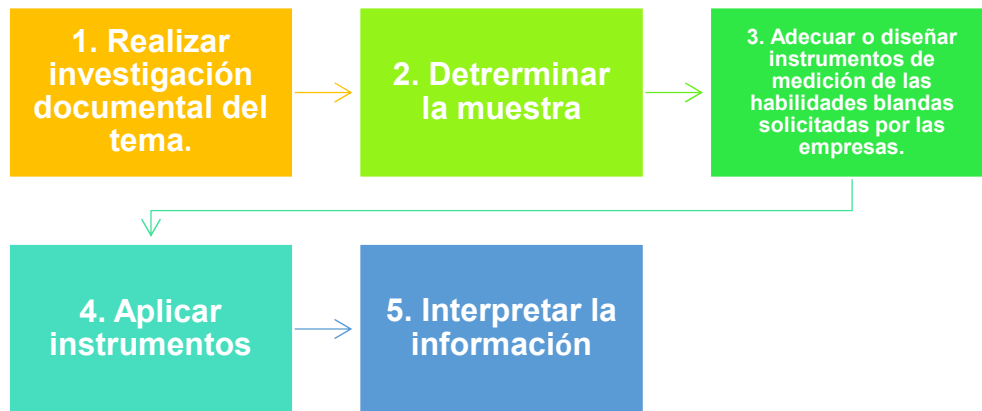 1. Realizar
investigación
documental del
tema.
2. Detrerminar
la muestra
3. Adecuar o diseñar
instrumentos de
medición de las
habilidades blandas
solicitadas por las
empresas.
4. Aplicar
instrumentos
5. Interpretar la
información